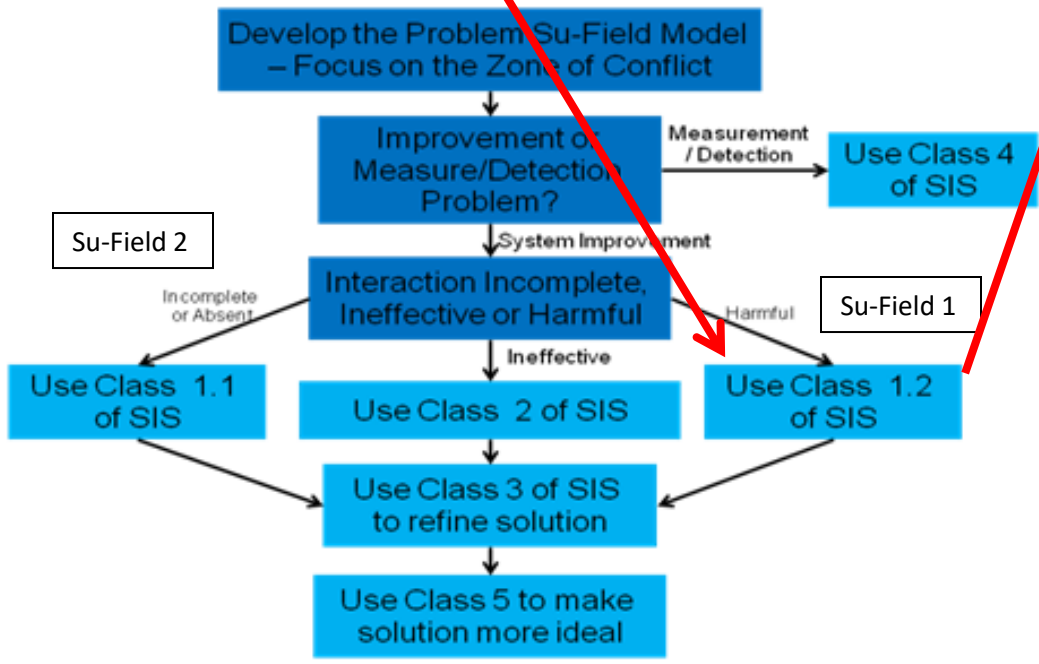 Develop the Problem Su-Field Model
– Focus on the Zone of Conflict
Improvement or
Measure/Detection
Problem?
Measurement
/ Detection
Use Class 4
of SIS
System Improvement
Su-Field 2
Interaction Incomplete,
Ineffective or Harmful
Su-Field 1
Incomplete
or Absent
Harmful
Ineffective
Use Class 1.1
of SIS
Use Class 2 of SIS
Use Class 1.2
of SIS
Use Class 3 of SIS
to refine solution
Use Class 5 to make
solution more ideal